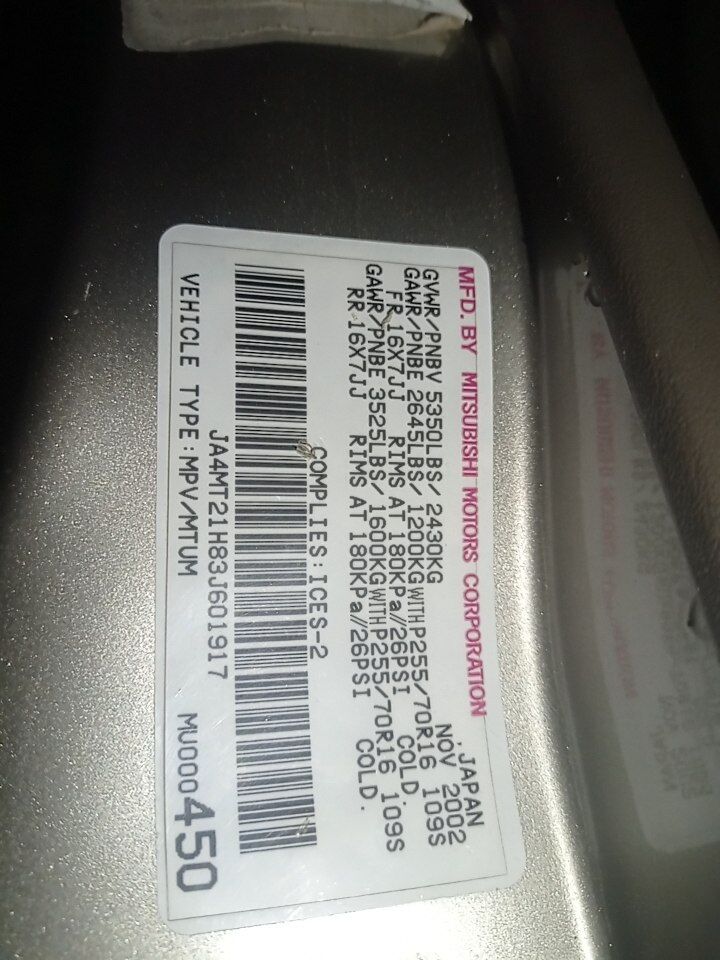 MFD. BY MITSUBISHI MOTORS CORPORATION ,JAPAN
NOV 2002
GVWR/PNBV 5350LBS/ 2430KG
GAWR/PNBE 2645LBS/ 1200KG WITH P255/70R16 109S
FR 16X7JJ RIMS AT 180KPa//26PSI COLD.
GAWR/PNBE 3525LBS/ 1600KG WITH P255/70R16 109S
RR 16X7JJ RIMS AT 180KPa//26PSI COLD.
COMPLIES:ICES-2
JA4MT21H83J601917
VEHICLE TYPE:MPV/MTUM MU000450